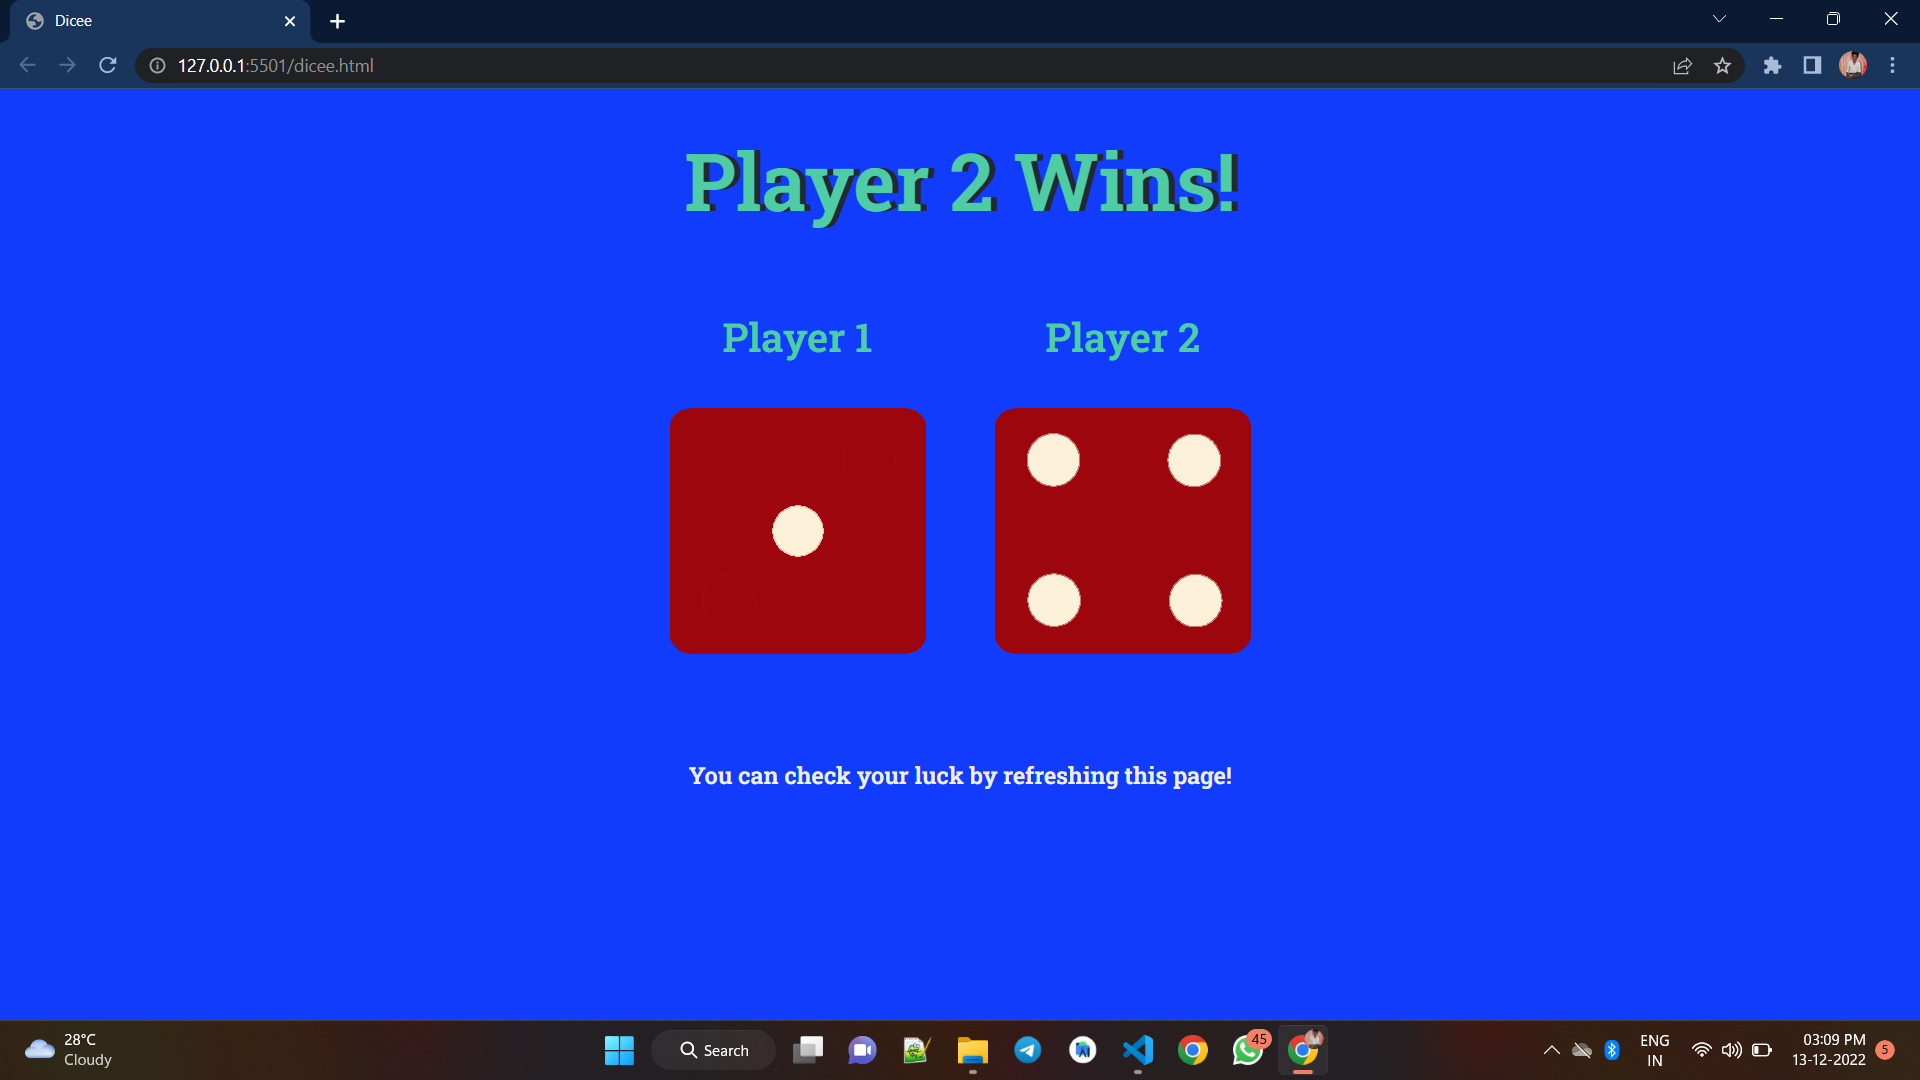 Dicee
127.0.0.1:5501/dicee.html
Player 2 Wins!
Player 1
Player 2
You can check your luck by refreshing this page!
28°C
Cloudy
Search
45
ENG
IN
03:09 PM
13-12-2022
5